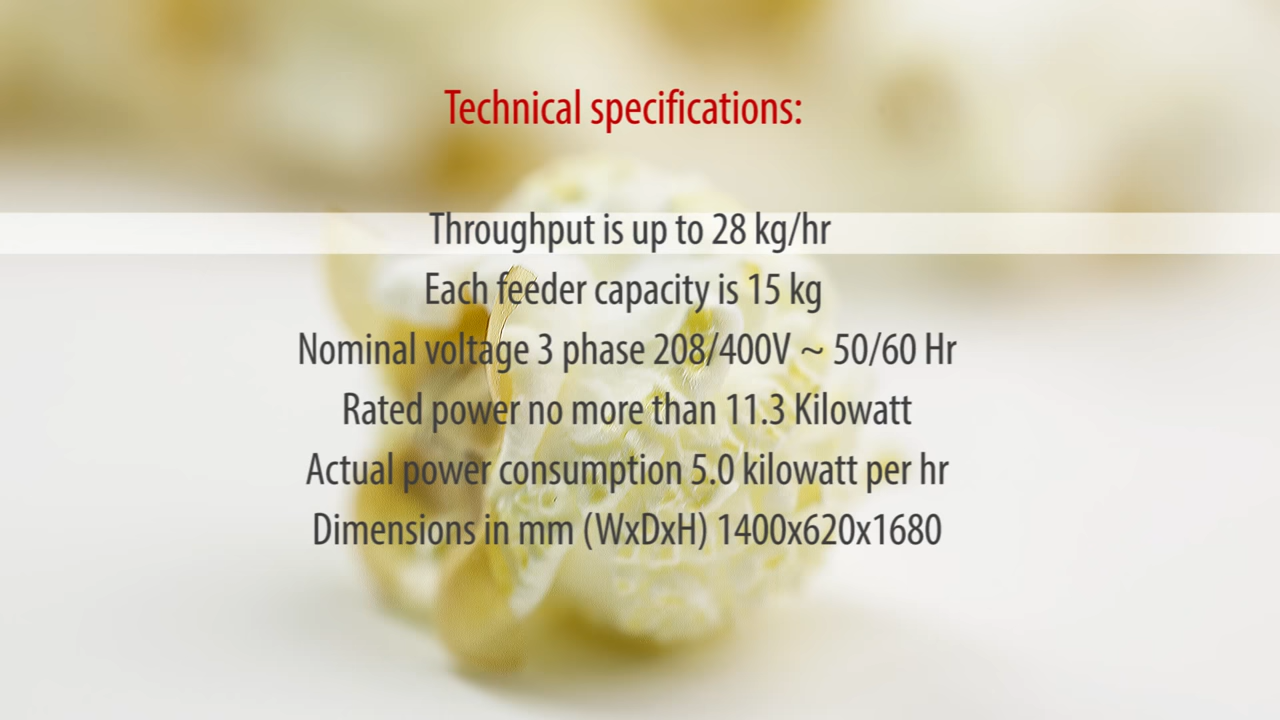 Technical specifications:
Throughput is up to 28 kg/hr
Each feeder capacity is 15 kg
Nominal voltage 3 phase 208/400V ~ 50/60 Hr
Rated power no more than 11.3 Kilowatt
Actual power consumption 5.0 kilowatt per hr
Dimensions in mm (WxDxH) 1400x620x1680